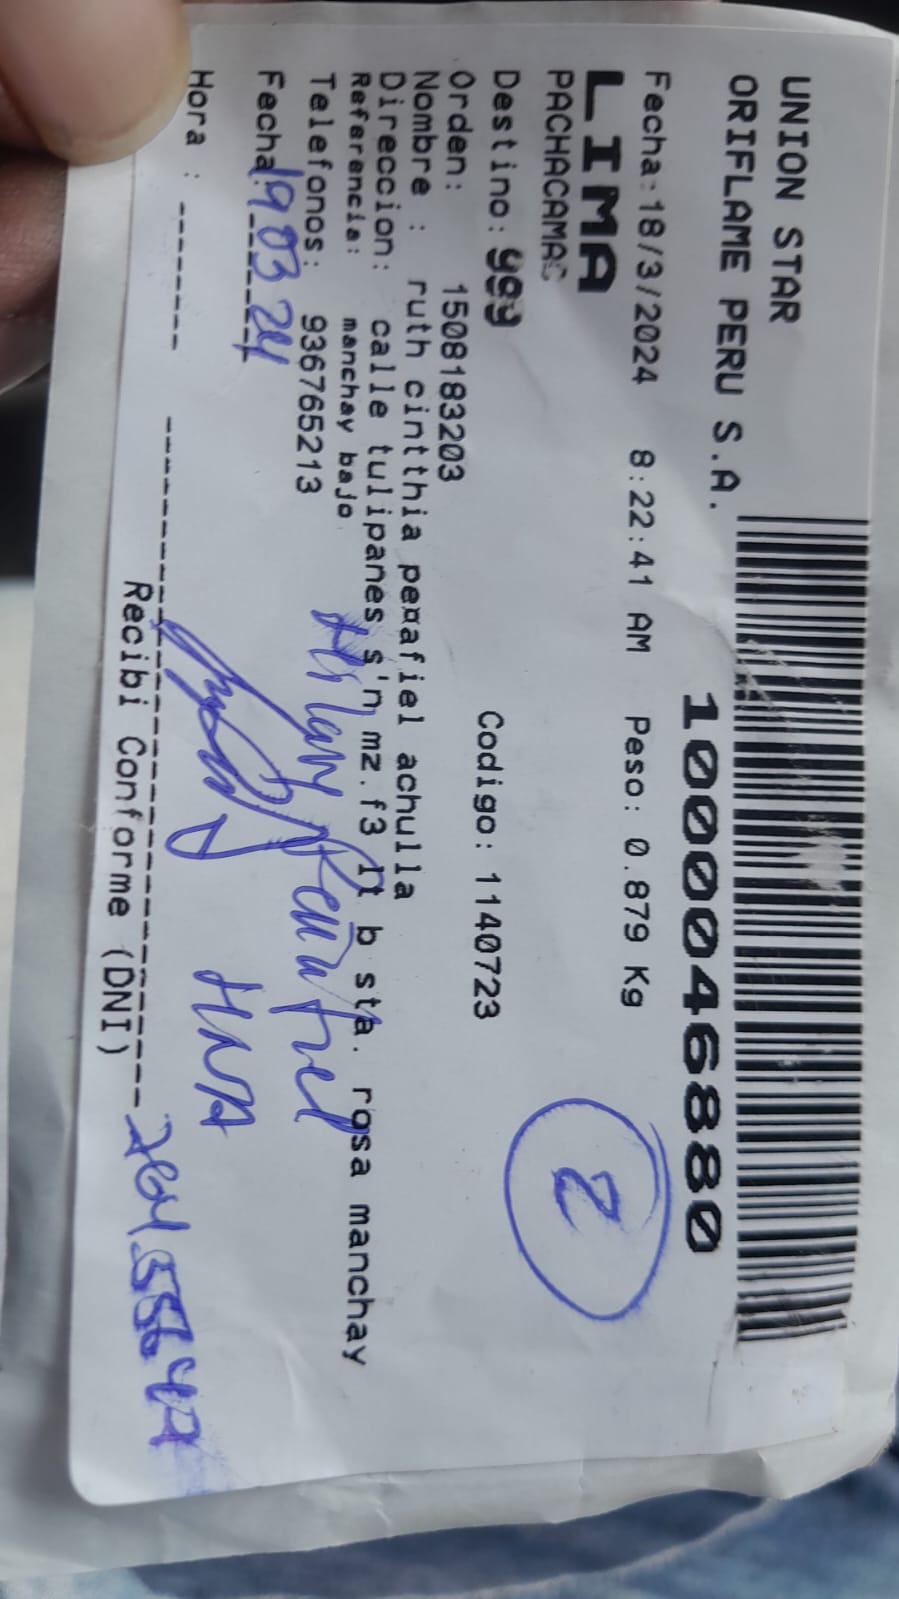 UNION STAR
ORIFLAME PERU S.A.
1000046880
Fecha:18/3/2024 8:22:41 AM Peso: 0.879 Kg
LIMA
PACHACAMAC
2
Destino:
Orden: 1508183203 Codigo: 1140723
Nombre : ruth cintthia peñafiel achulla
Direccion: calle tulipanes s'n mz.f3 lt b sta. rosa manchay
Referencia: manchay bajo
Telefonos: 936765213
Fecha: 19 03 24
Hora : -------
Recibi Conforme (DNI)